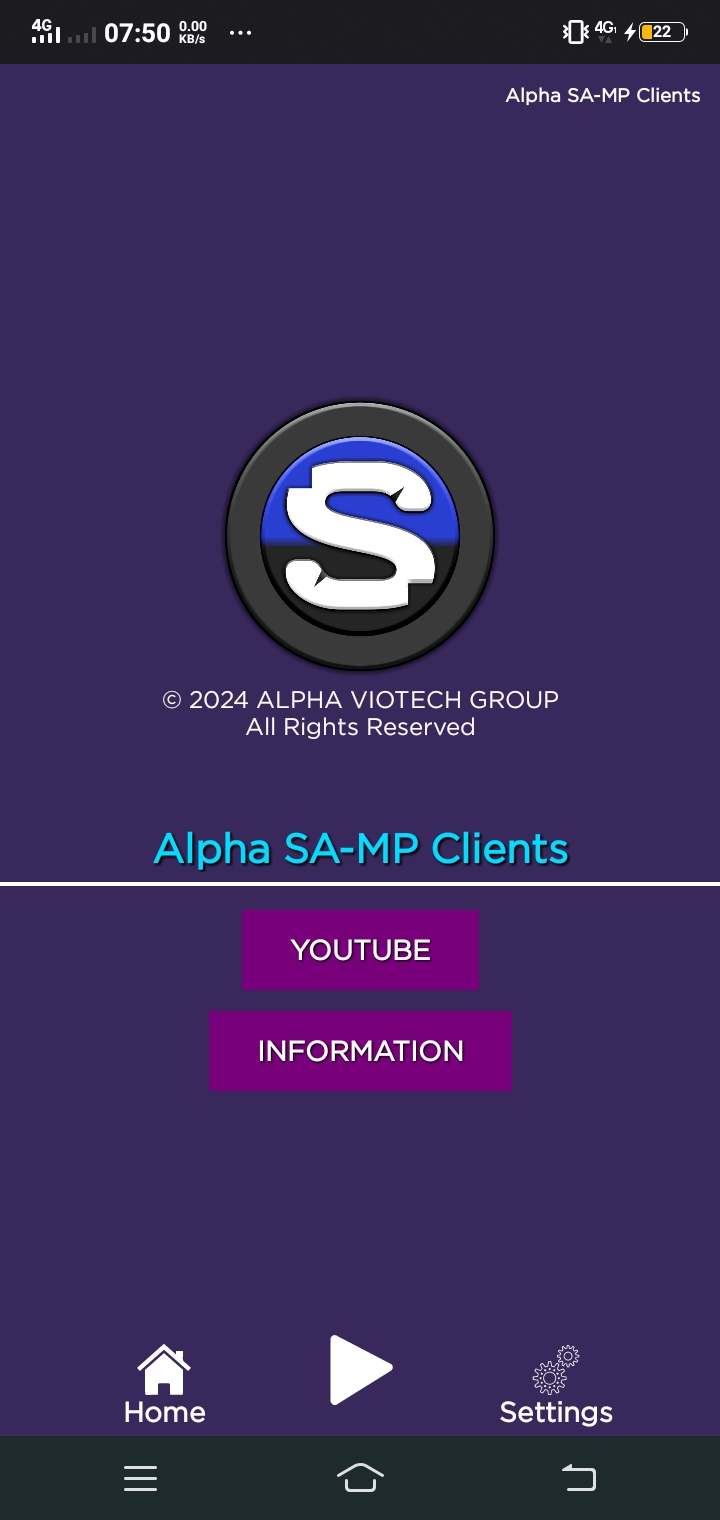 4G 07:50 0.00 KB/s ... 4G 22
Alpha SA-MP Clients
S
© 2024 ALPHA VIOTECH GROUP
All Rights Reserved
Alpha SA-MP Clients
YOUTUBE
INFORMATION
Home Settings